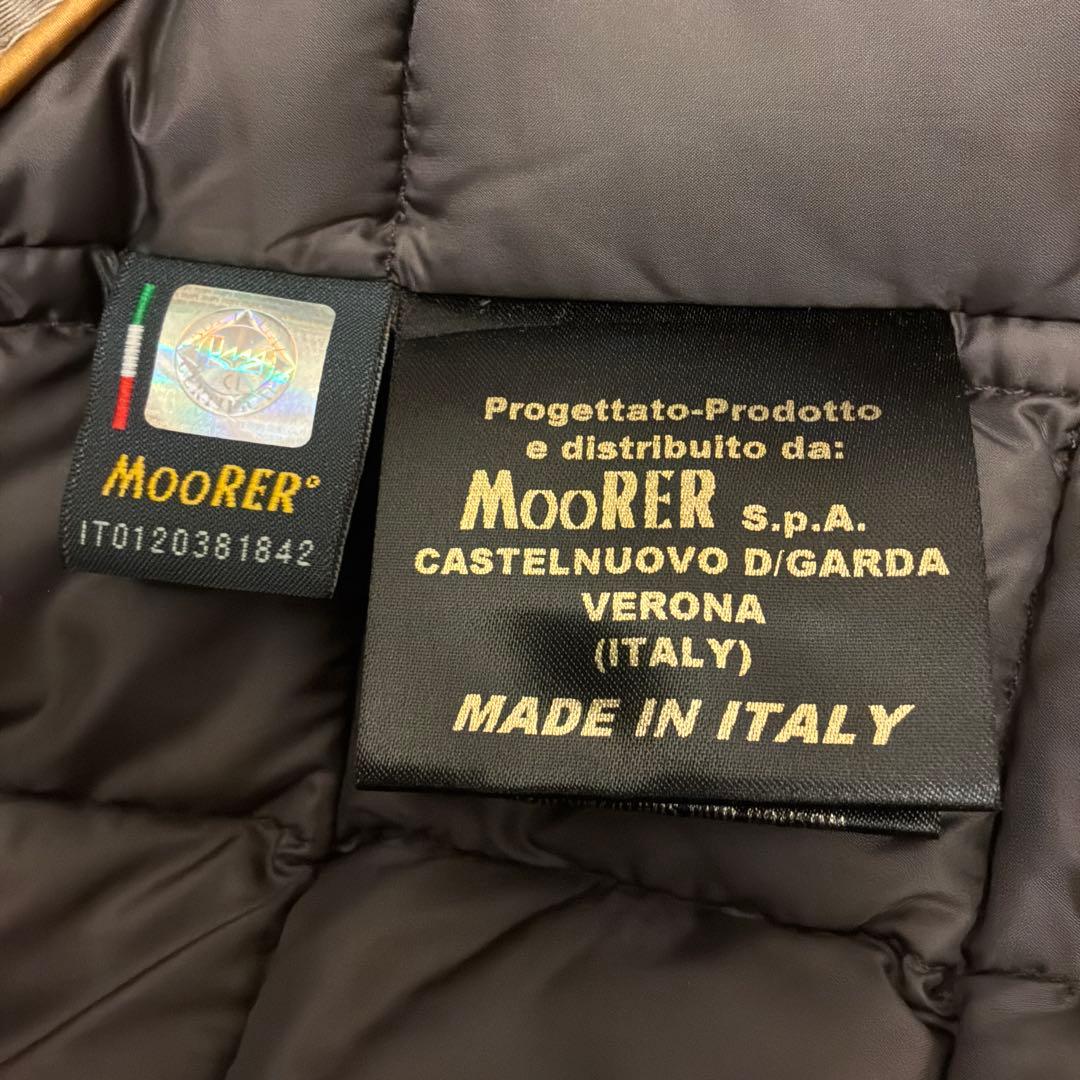 MOORER
IT0120381842
Progettato-Prodotto
e distribuito da:
MOORER S.p.A.
CASTELNUOVO D/GARDA
VERONA
(ITALY)
MADE IN ITALY